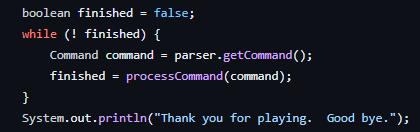 boolean finished = false;
while (! finished) {
    Command command = parser.getCommand();
    finished = processCommand(command);
}
System.out.println("Thank you for playing.  Good bye.");